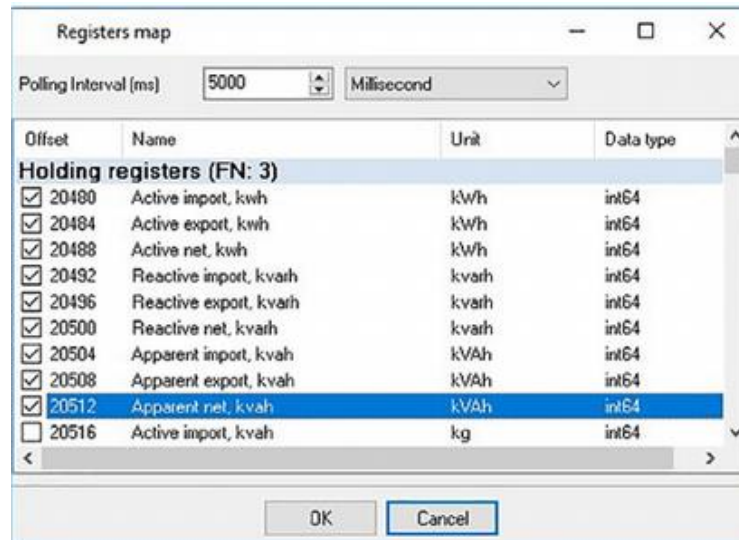 Registers map
Polling Interval (ms) 5000 Millisecond
Offset Name Unit Data type
Holding registers (FN: 3)
20480 Active import, kwh kWh int64
20484 Active export, kwh kWh int64
20488 Active net, kwh kWh int64
20492 Reactive import, kvarh kvarh int64
20496 Reactive export, kvarh kvarh int64
20500 Reactive net, kvarh kvarh int64
20504 Apparent import, kvah kVAh int64
20508 Apparent export, kvah kVAh int64
20512 Apparent net, kvah kVAh int64
20516 Active import, kvah kg int64
OK Cancel